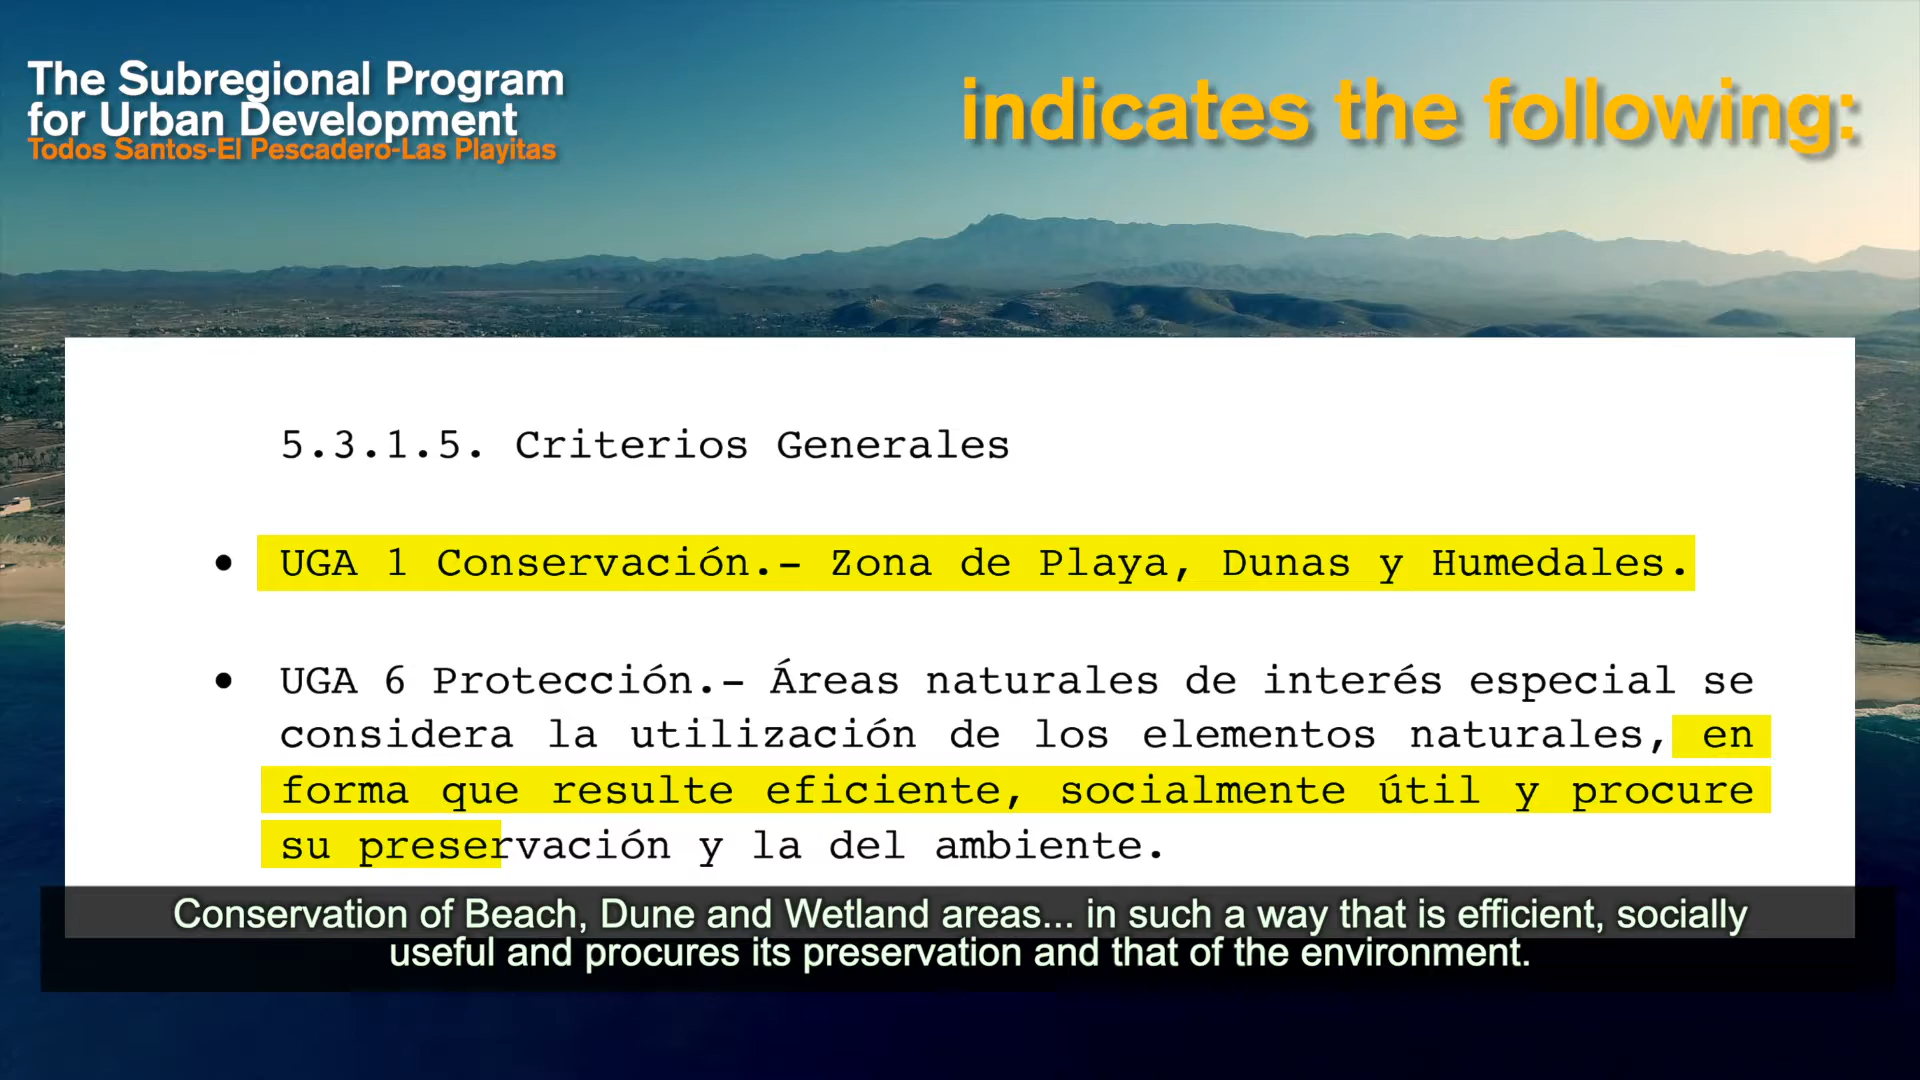 The Subregional Program
for Urban Development
Todos Santos-El Pescadero-Las Playitas
indicates the following:
5.3.1.5. Criterios Generales
• UGA 1 Conservación.- Zona de Playa, Dunas y Humedales.
• UGA 6 Protección.- Áreas naturales de interés especial se
considera la utilización de los elementos naturales, en
forma que resulte eficiente, socialmente útil y procure
su preservación y la del ambiente.
Conservation of Beach, Dune and Wetland areas... in such a way that is efficient, socially
useful and procures its preservation and that of the environment.